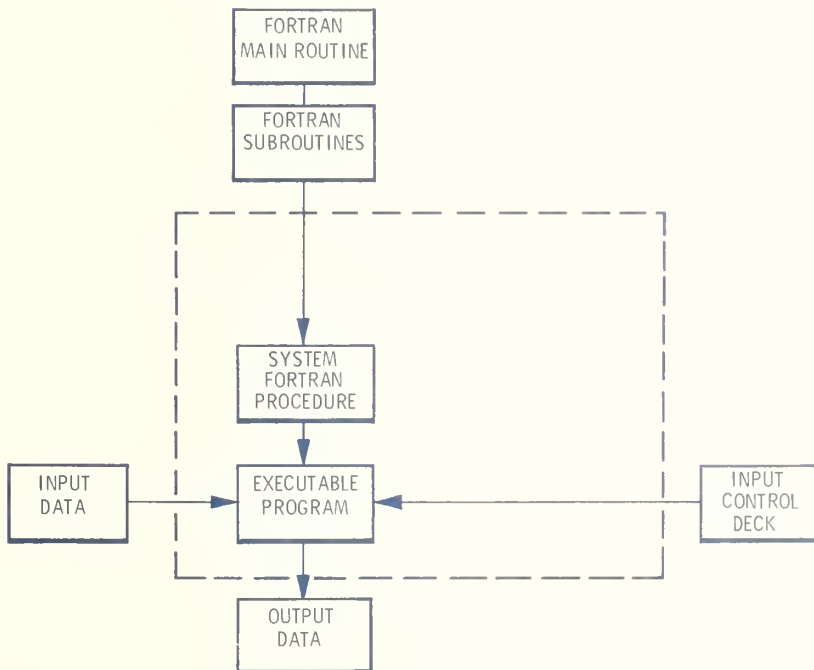 FORTRAN
MAIN ROUTINE
FORTRAN
SUBROUTINES
SYSTEM
FORTRAN
PROCEDURE
INPUT
DATA
EXECUTABLE
PROGRAM
INPUT
CONTROL
DECK
OUTPUT
DATA